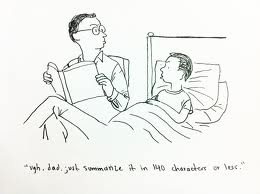 "ugh, dad, just summarize it in 140 characters or less."